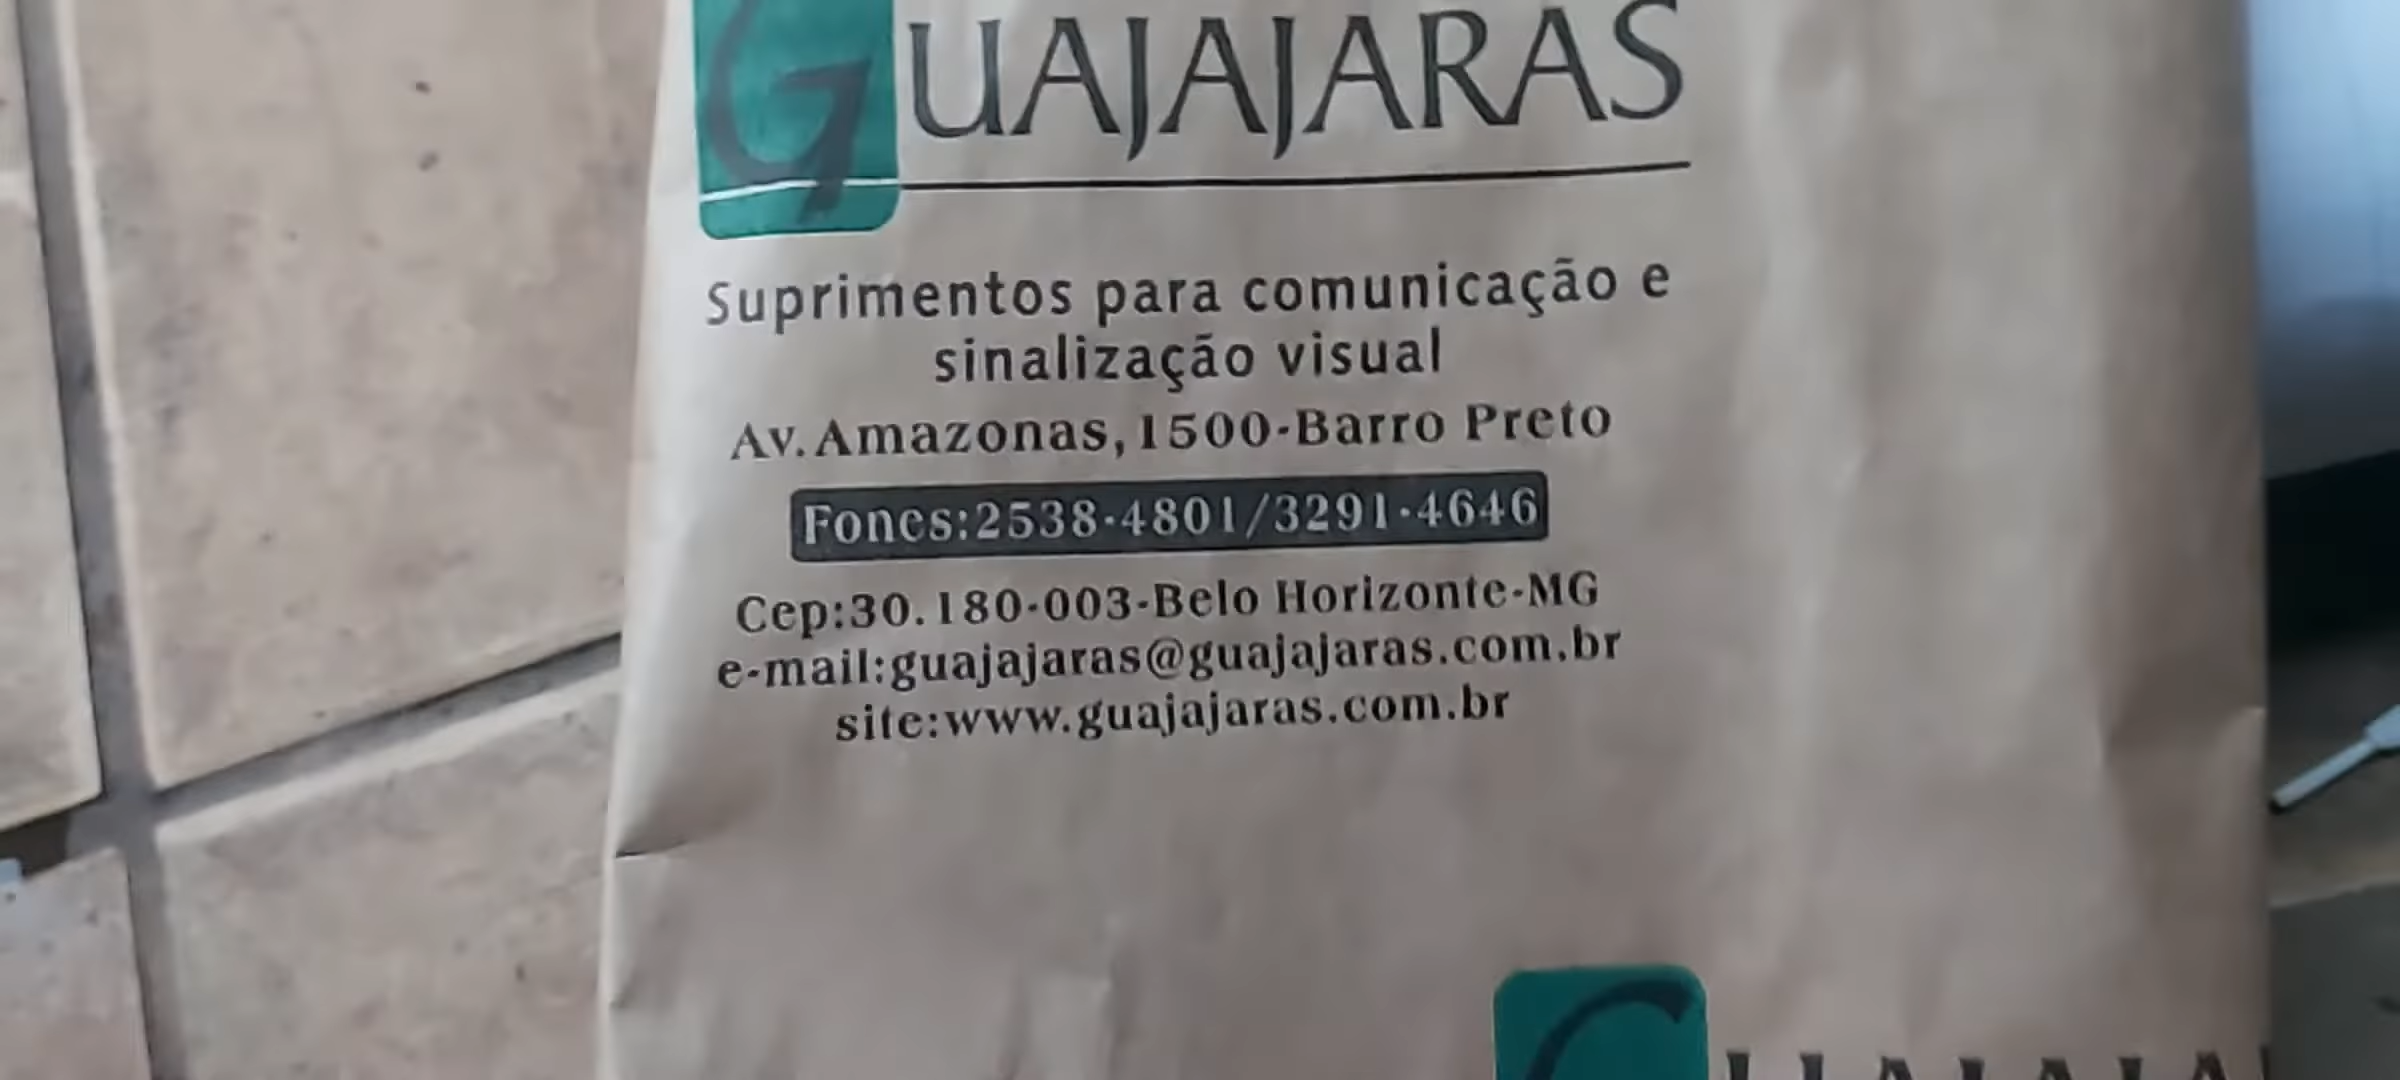 GUAJAJARAS
Suprimentos para comunicação e
sinalização visual
Av. Amazonas, 1500-Barro Preto
Fones:2538-4801/3291-4646
Cep:30.180-003-Belo Horizonte-MG
e-mail:guajajaras@guajajaras.com.br
site:www.guajajaras.com.br